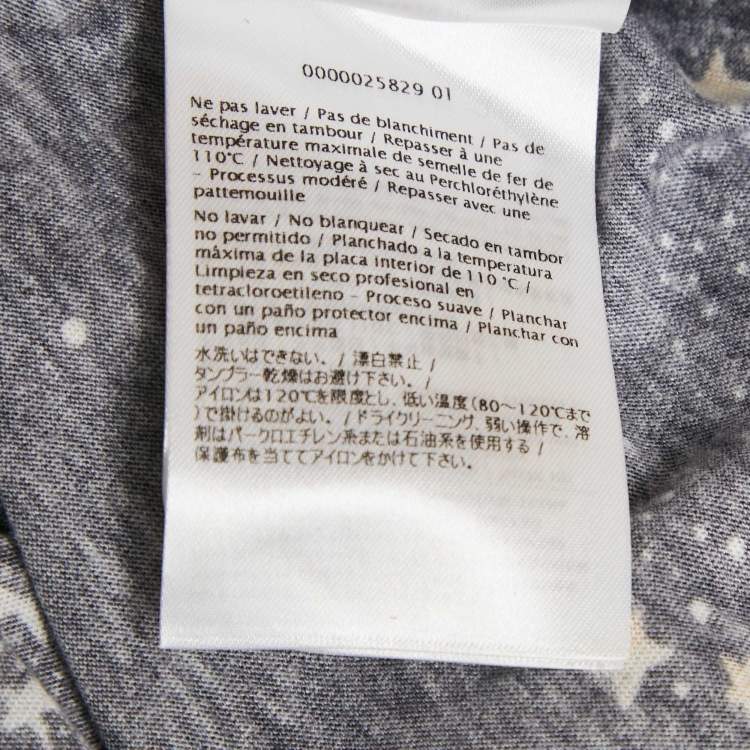 0000025829 01
Ne pas laver / Pas de blanchiment / Pas de
séchage en tambour / Repasser à une
température maximale de semelle de fer de
110°C / Nettoyage à sec au Perchloréthylène
- Processus modéré / Repasser avec une
pattemouille
No lavar / No blanquear / Secado en tambor
no permitido / Planchado a la temperatura
máxima de la placa interior de 110 °C /
Limpieza en seco profesional en
tetracloroetileno - Proceso suave / Planchar
con un paño protector encima / Planchar con
un paño encima
水洗いはできない。/ 漂白禁止 /
タンブラー乾燥はお避け下さい。/
アイロンは120℃を限度とし、低い温度(80～120℃まで
)で掛けるのがよい。/ ドライクリーニング、弱い操作で、溶
剤はパークロエチレン系または石油系を使用する /
保護布を当ててアイロンをかけて下さい。